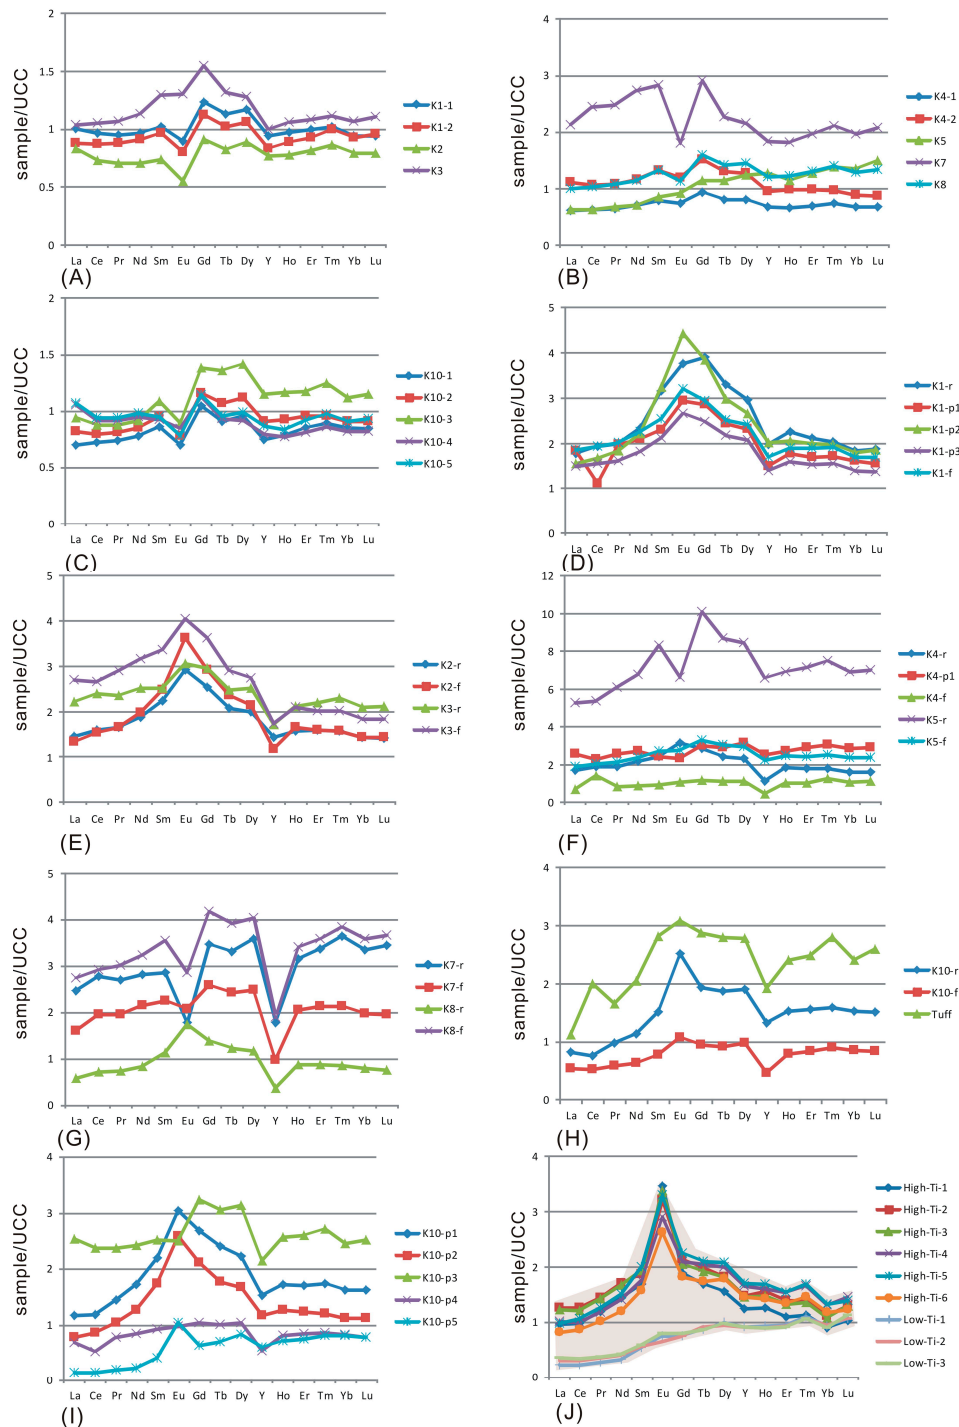 2
1.5
1
0.5
0
sample/UCC
La Ce Pr Nd Sm Eu Gd Tb Dy Y Ho Er Tm Yb Lu
K1-1
K1-2
K2
K3
(A)
4
3
2
1
0
sample/UCC
La Ce Pr Nd Sm Eu Gd Tb Dy Y Ho Er Tm Yb Lu
K4-1
K4-2
K5
K7
K8
(B)
2
1.5
1
0.5
0
sample/UCC
La Ce Pr Nd Sm Eu Gd Tb Dy Y Ho Er Tm Yb Lu
K10-1
K10-2
K10-3
K10-4
K10-5
(C)
5
4
3
2
1
0
sample/UCC
La Ce Pr Nd Sm Eu Gd Tb Dy Y Ho Er Tm Yb Lu
K1-r
K1-p1
K1-p2
K1-p3
K1-f
(D)
5
4
3
2
1
0
sample/UCC
La Ce Pr Nd Sm Eu Gd Tb Dy Y Ho Er Tm Yb Lu
K2-r
K2-f
K3-r
K3-f
(E)
12
10
8
6
4
2
0
sample/UCC
La Ce Pr Nd Sm Eu Gd Tb Dy Y Ho Er Tm Yb Lu
K4-r
K4-p1
K4-f
K5-r
K5-f
(F)
5
4
3
2
1
0
sample/UCC
La Ce Pr Nd Sm Eu Gd Tb Dy Y Ho Er Tm Yb Lu
K7-r
K7-f
K8-r
K8-f
(G)
4
3
2
1
0
sample/UCC
La Ce Pr Nd Sm Eu Gd Tb Dy Y Ho Er Tm Yb Lu
K10-r
K10-f
Tuff
(H)
4
3
2
1
0
sample/UCC
La Ce Pr Nd Sm Eu Gd Tb Dy Y Ho Er Tm Yb Lu
K10-p1
K10-p2
K10-p3
K10-p4
K10-p5
(I)
4
3
2
1
0
sample/UCC
La Ce Pr Nd Sm Eu Gd Tb Dy Y Ho Er Tm Yb Lu
High-Ti-1
High-Ti-2
High-Ti-3
High-Ti-4
High-Ti-5
High-Ti-6
Low-Ti-1
Low-Ti-2
Low-Ti-3
(J)